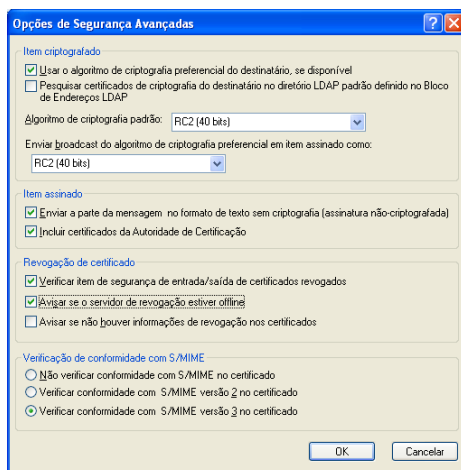 Opções de Segurança Avançadas
Item criptografado
Usar o algoritmo de criptografia preferencial do destinatário, se disponível
Pesquisar certificados de criptografia do destinatário no diretório LDAP padrão definido no Bloco
de Endereços LDAP
Algoritmo de criptografia padrão: RC2 (40 bits)
Enviar broadcast do algoritmo de criptografia preferencial em item assinado como:
RC2 (40 bits)
Item assinado
Enviar a parte da mensagem no formato de texto sem criptografia (assinatura não-criptografada)
Incluir certificados da Autoridade de Certificação
Revogação de certificado
Verificar item de segurança de entrada/saída de certificados revogados
Avisar se o servidor de revogação estiver offline
Avisar se não houver informações de revogação nos certificados
Verificação de conformidade com S/MIME
Não verificar conformidade com S/MIME no certificado
Verificar conformidade com S/MIME versão 2 no certificado
Verificar conformidade com S/MIME versão 3 no certificado
OK Cancelar